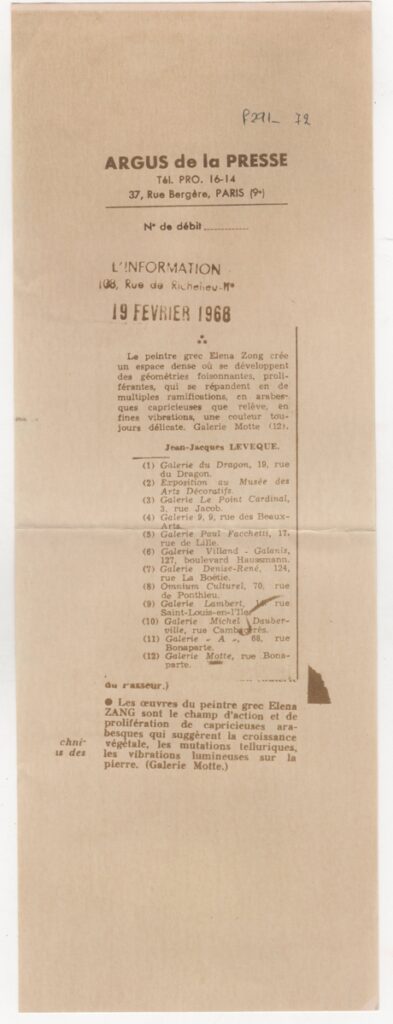 P291_ 72
ARGUS de la PRESSE
Tél. PRO. 16-14
37, Rue Bergère, PARIS (9e)
N° de débit
L'INFORMATION
108, Rue de Richelieu-Me
19 FEVRIER 1968
Le peintre grec Elena Zong crée
un espace dense où se développent
des géométries foisonnantes, proli-
férantes, qui se répandent en de
multiples ramifications, en arabes-
ques capricieuses que relève, en
fines vibrations, une couleur tou-
jours délicate. Galerie Motte (12).
Jean-Jacques LEVEQUE.
(1) Galerie du Dragon, 19, rue
du Dragon.
(2) Exposition au Musée des
Arts Décoratifs.
(3) Galerie Le Point Cardinal,
3, rue Jacob.
(4) Galerie 9, 9, rue des Beaux-
Arts.
(5) Galerie Paul Facchetti, 17,
rue de Lille.
(6) Galerie Villand - Galanis,
127, boulevard Haussmann.
(7) Galerie Denise-René, 124,
rue La Boétie.
(8) Omnium Culturel, 70, rue
de Ponthieu.
(9) Galerie Lambert, rue
Saint-Louis-en-l'Ile.
(10) Galerie Michel Dauber-
ville, rue Cambacérès.
(11) Galerie « A », 68, rue
Bonaparte.
(12) Galerie Motte, rue Bona-
parte.
du Passeur.)
● Les œuvres du peintre grec Elena
ZANG sont le champ d'action et de
prolifération de capricieuses ara-
besques qui suggèrent la croissance
chni- végétale, les mutations telluriques,
us des les vibrations lumineuses sur la
pierre. (Galerie Motte.)